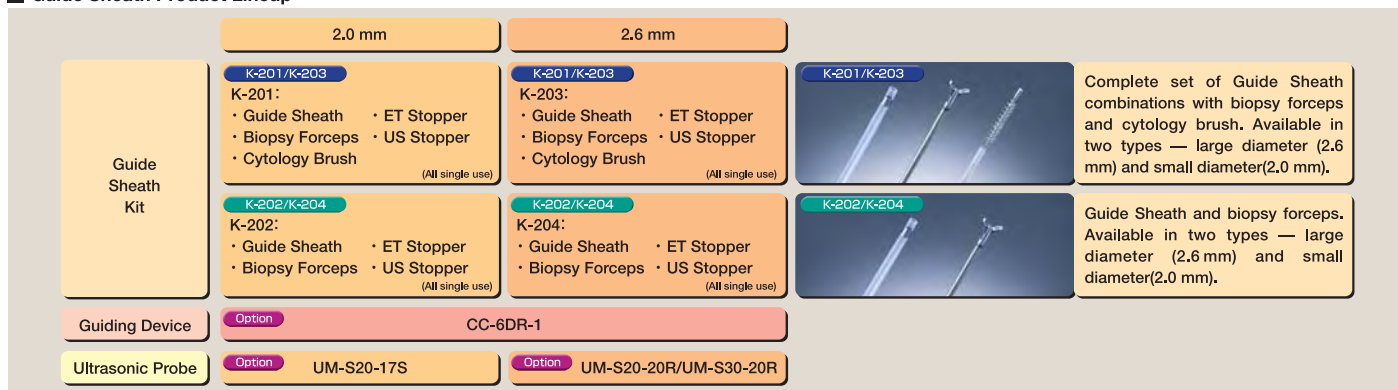 Guide Sheath Product Lineup
2.0 mm
2.6 mm
Guide
Sheath
Kit
K-201/K-203
K-201:
・Guide Sheath ・ET Stopper
・Biopsy Forceps ・US Stopper
・Cytology Brush
(All single use)
K-201/K-203
K-203:
・Guide Sheath ・ET Stopper
・Biopsy Forceps ・US Stopper
・Cytology Brush
(All single use)
K-201/K-203
Complete set of Guide Sheath
combinations with biopsy forceps
and cytology brush. Available in
two types — large diameter (2.6
mm) and small diameter(2.0 mm).
K-202/K-204
K-202:
・Guide Sheath ・ET Stopper
・Biopsy Forceps ・US Stopper
(All single use)
K-202/K-204
K-204:
・Guide Sheath ・ET Stopper
・Biopsy Forceps ・US Stopper
(All single use)
K-202/K-204
Guide Sheath and biopsy forceps.
Available in two types — large
diameter (2.6 mm) and small
diameter(2.0 mm).
Guiding Device
Option
CC-6DR-1
Ultrasonic Probe
Option
UM-S20-17S
Option
UM-S20-20R/UM-S30-20R